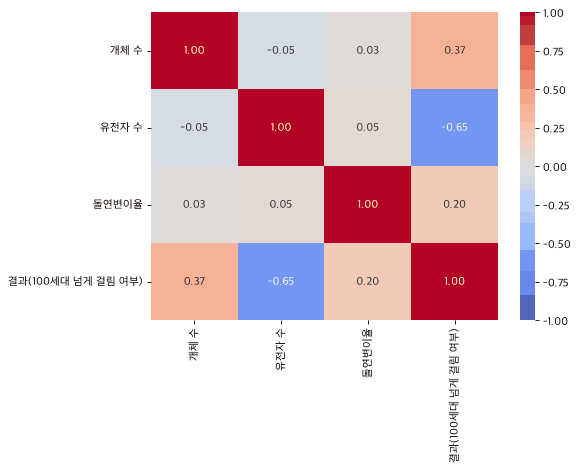 개체 수 1.00 -0.05 0.03 0.37
유전자 수 -0.05 1.00 0.05 -0.65
돌연변이율 0.03 0.05 1.00 0.20
결과(100세대 넘게 걸림 여부) 0.37 -0.65 0.20 1.00
개체 수
유전자 수
돌연변이율
결과(100세대 넘게 걸림 여부)
1.00
0.75
0.50
0.25
0.00
-0.25
-0.50
-0.75
-1.00